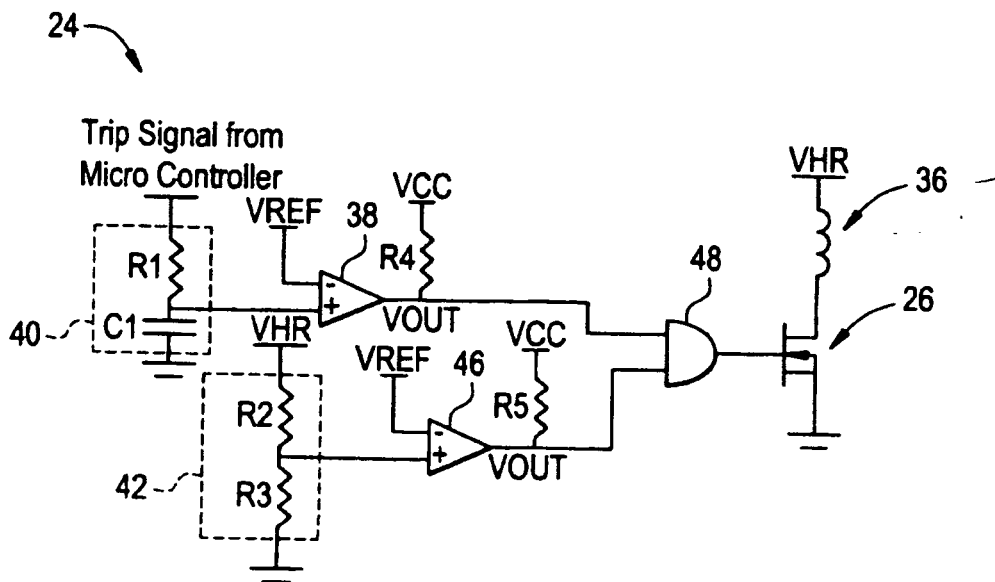 24
Trip Signal from
Micro Controller
VHR
36
VCC
VREF
38
R4
R1
48
- +
VOUT
26
40
C1
VHR
VREF
46
VCC
R5
R2
- +
VOUT
42
R3